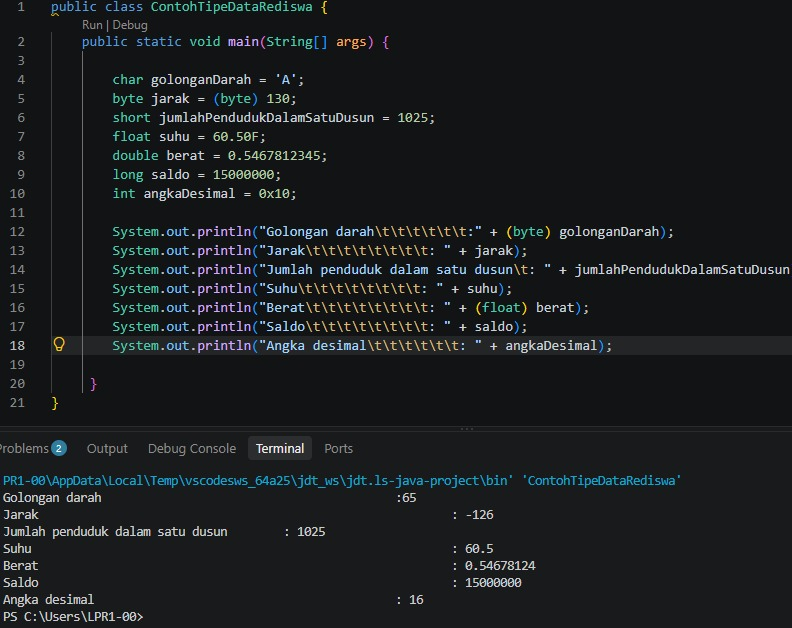 1 public class ContohTipeDataRediswa {
Run | Debug
2 public static void main(String[] args) {
3
4 char golonganDarah = 'A';
5 byte jarak = (byte) 130;
6 short jumlahPendudukDalamSatuDusun = 1025;
7 float suhu = 60.50F;
8 double berat = 0.5467812345;
9 long saldo = 15000000;
10 int angkaDesimal = 0x10;
11
12 System.out.println("Golongan darah\t\t\t\t\t\t:" + (byte) golonganDarah);
13 System.out.println("Jarak\t\t\t\t\t\t\t\t: " + jarak);
14 System.out.println("Jumlah penduduk dalam satu dusun\t: " + jumlahPendudukDalamSatuDusun
15 System.out.println("Suhu\t\t\t\t\t\t\t\t: " + suhu);
16 System.out.println("Berat\t\t\t\t\t\t\t\t: " + (float) berat);
17 System.out.println("Saldo\t\t\t\t\t\t\t\t: " + saldo);
18 System.out.println("Angka desimal\t\t\t\t\t\t: " + angkaDesimal);
19
20 }
21 }
Problems 2 Output Debug Console Terminal Ports
PR1-00\AppData\Local\Temp\vscodesws_64a25\jdt_ws\jdt.ls-java-project\bin' 'ContohTipeDataRediswa'
Golongan darah :65
Jarak : -126
Jumlah penduduk dalam satu dusun : 1025
Suhu : 60.5
Berat : 0.54678124
Saldo : 15000000
Angka desimal : 16
PS C:\Users\LPR1-00>